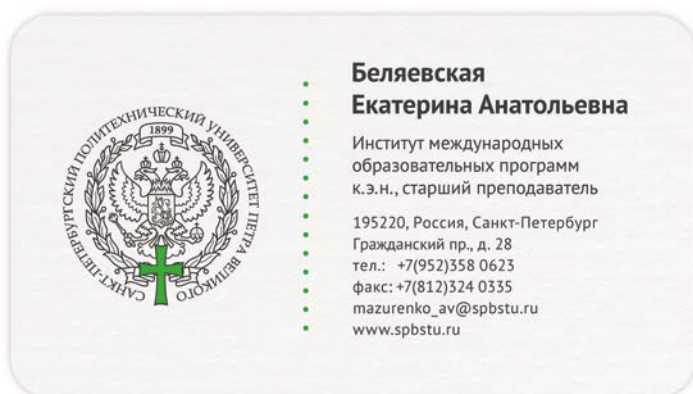 САНКТ-ПЕТЕРБУРГСКИЙ ПОЛИТЕХНИЧЕСКИЙ УНИВЕРСИТЕТ ПЕТРА ВЕЛИКОГО
1899
Беляевская
Екатерина Анатольевна
Институт международных
образовательных программ
к.э.н., старший преподаватель
195220, Россия, Санкт-Петербург
Гражданский пр., д. 28
тел.: +7(952)358 0623
факс: +7(812)324 0335
mazurenko_av@spbstu.ru
www.spbstu.ru